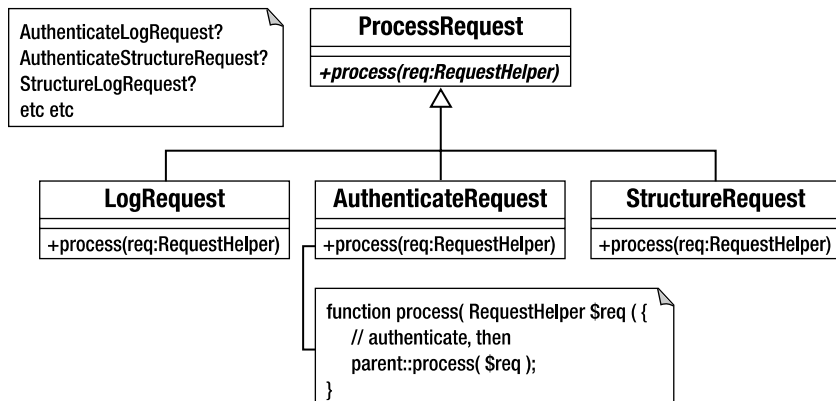 AuthenticateLogRequest?
AuthenticateStructureRequest?
StructureLogRequest?
etc etc
ProcessRequest
+process(req:RequestHelper)
LogRequest
+process(req:RequestHelper)
AuthenticateRequest
+process(req:RequestHelper)
StructureRequest
+process(req:RequestHelper)
function process( RequestHelper $req ( {
// authenticate, then
parent::process( $req );
}